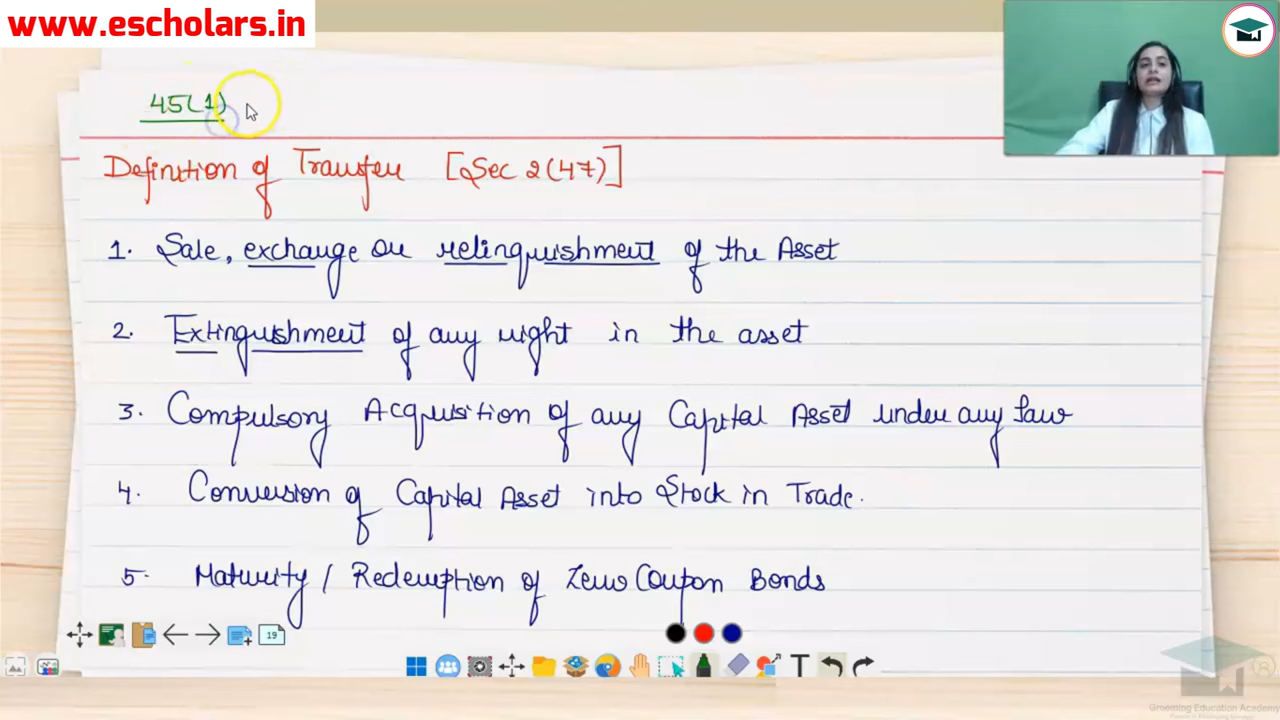 www.escholars.in
45(1)
Definition of Transfer [Sec 2(47)]
1. Sale, exchange or relinquishment of the Asset
2. Extinguishment of any right in the asset
3. Compulsory Acquisition of any Capital Asset under any law
4. Conversion of Capital Asset into Stock in Trade.
5. Maturity / Redemption of Zero Coupon Bonds
19
T
Grooming Education Academy